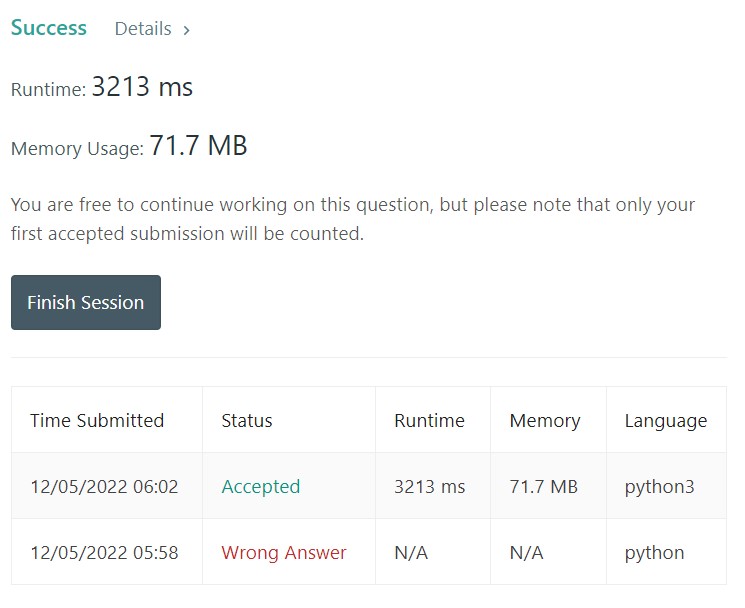 Success Details >
Runtime: 3213 ms
Memory Usage: 71.7 MB
You are free to continue working on this question, but please note that only your
first accepted submission will be counted.
Finish Session
Time Submitted Status Runtime Memory Language
12/05/2022 06:02 Accepted 3213 ms 71.7 MB python3
12/05/2022 05:58 Wrong Answer N/A N/A python